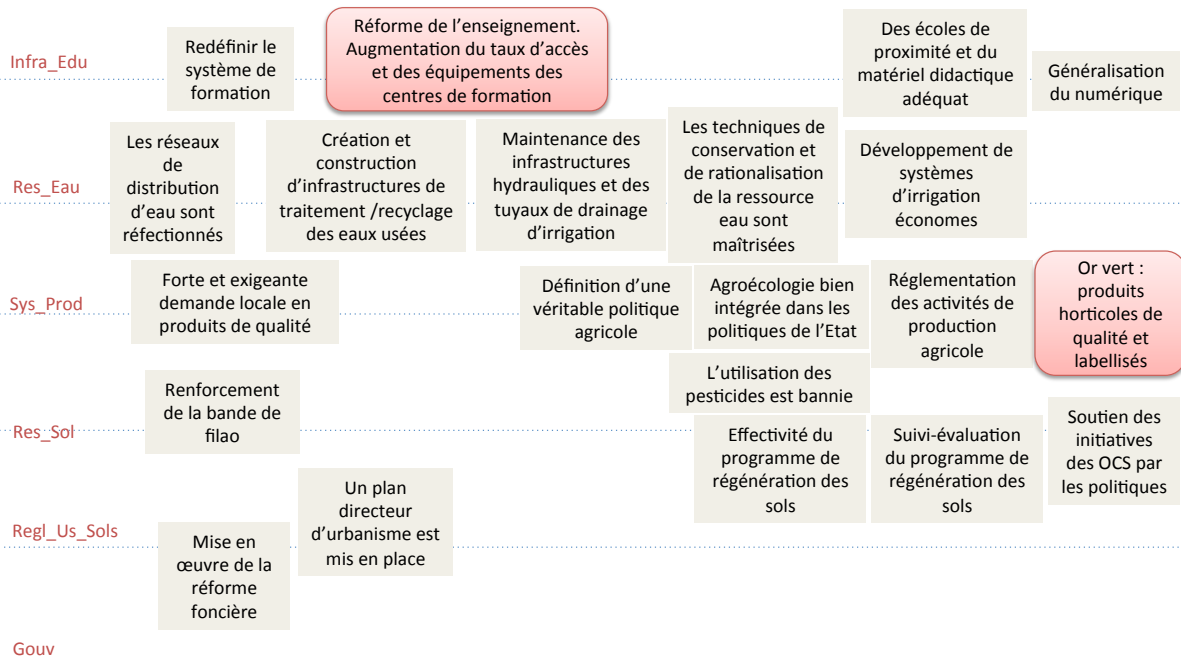 Infra_Edu
Redéfinir le
système de
formation
Réforme de l'enseignement.
Augmentation du taux d'accès
et des équipements des
centres de formation
Des écoles de
proximité et du
matériel didactique
adéquat
Généralisation
du numérique
Res_Eau
Les réseaux
de
distribution
d'eau sont
réfectionnés
Création et
construction
d'infrastructures de
traitement /recyclage
des eaux usées
Maintenance des
infrastructures
hydrauliques et des
tuyaux de drainage
d'irrigation
Les techniques de
conservation et
de rationalisation
de la ressource
eau sont
maîtrisées
Développement de
systèmes
d'irrigation
économes
Sys_Prod
Forte et exigeante
demande locale en
produits de qualité
Définition d'une
véritable politique
agricole
Agroécologie bien
intégrée dans les
politiques de l'Etat
Réglementation
des activités de
production
agricole
Or vert :
produits
horticoles de
qualité et
labellisés
L'utilisation des
pesticides est bannie
Res_Sol
Renforcement
de la bande de
filao
Effectivité du
programme de
régénération des
sols
Suivi-évaluation
du programme de
régénération des
sols
Soutien des
initiatives
des OCS par
les politiques
Regl_Us_Sols
Un plan
directeur
d'urbanisme est
mis en place
Mise en
œuvre de la
réforme
foncière
Gouv